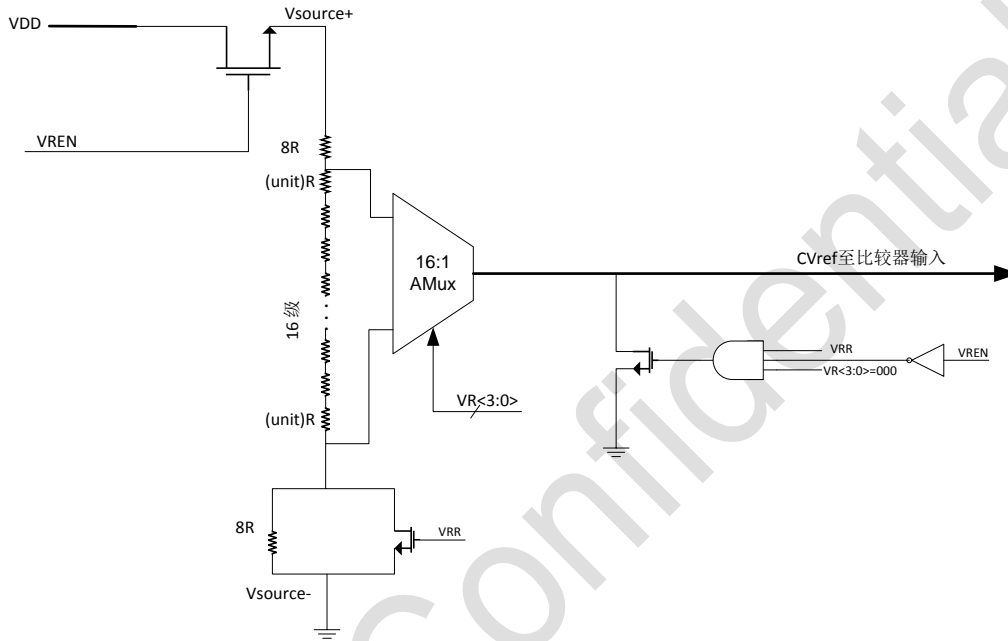 VDD
Vsource+
VREN
8R
(unit)R
16:1
AMux
16 级
CVref至比较器输入
VRR
VREN
VR<3:0>=000
(unit)R
VR<3:0>
8R
VRR
Vsource-
Confidential